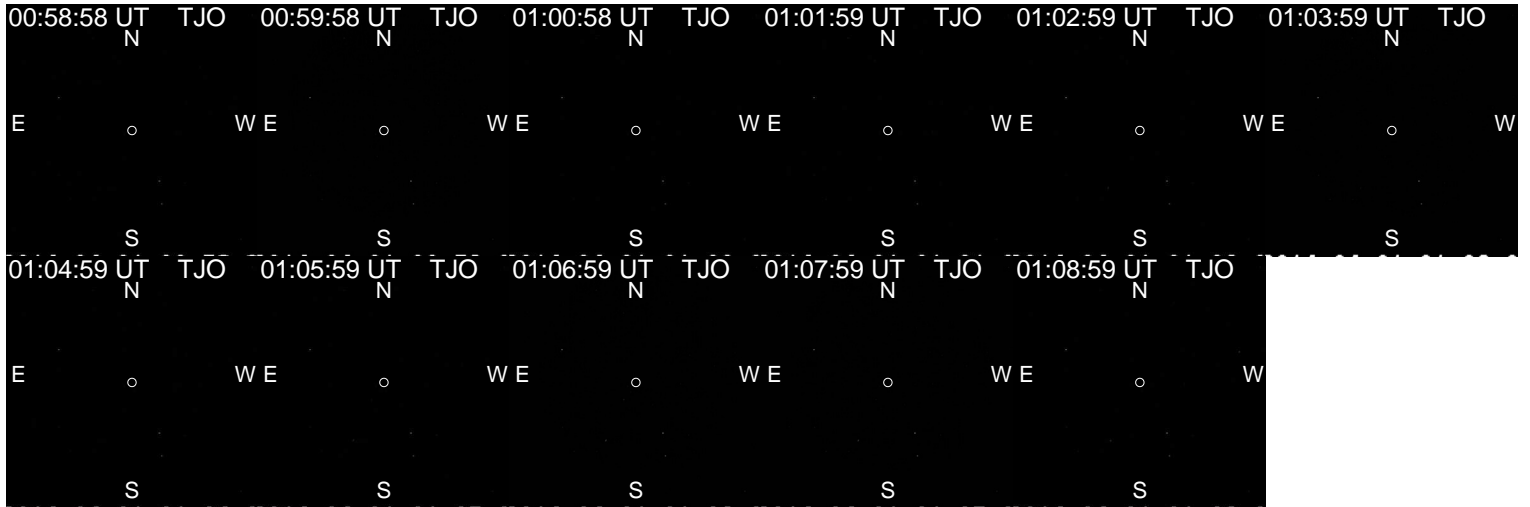 00:58:58 UT TJO 00:59:58 UT TJO 01:00:58 UT TJO 01:01:59 UT TJO 01:02:59 UT TJO 01:03:59 UT TJO
N N N N N N
E W E W E W E W E W E W
S S S S S S
01:04:59 UT TJO 01:05:59 UT TJO 01:06:59 UT TJO 01:07:59 UT TJO 01:08:59 UT TJO
N N N N N
E W E W E W E W E W
S S S S S